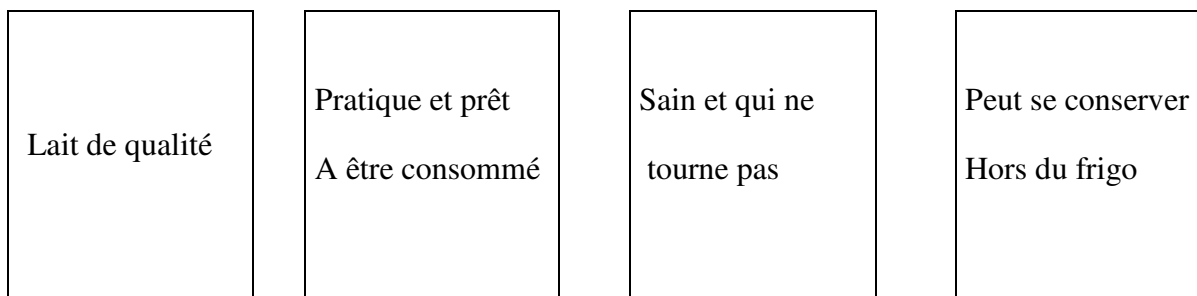 Lait de qualité
Pratique et prêt
A être consommé
Sain et qui ne
tourne pas
Peut se conserver
Hors du frigo